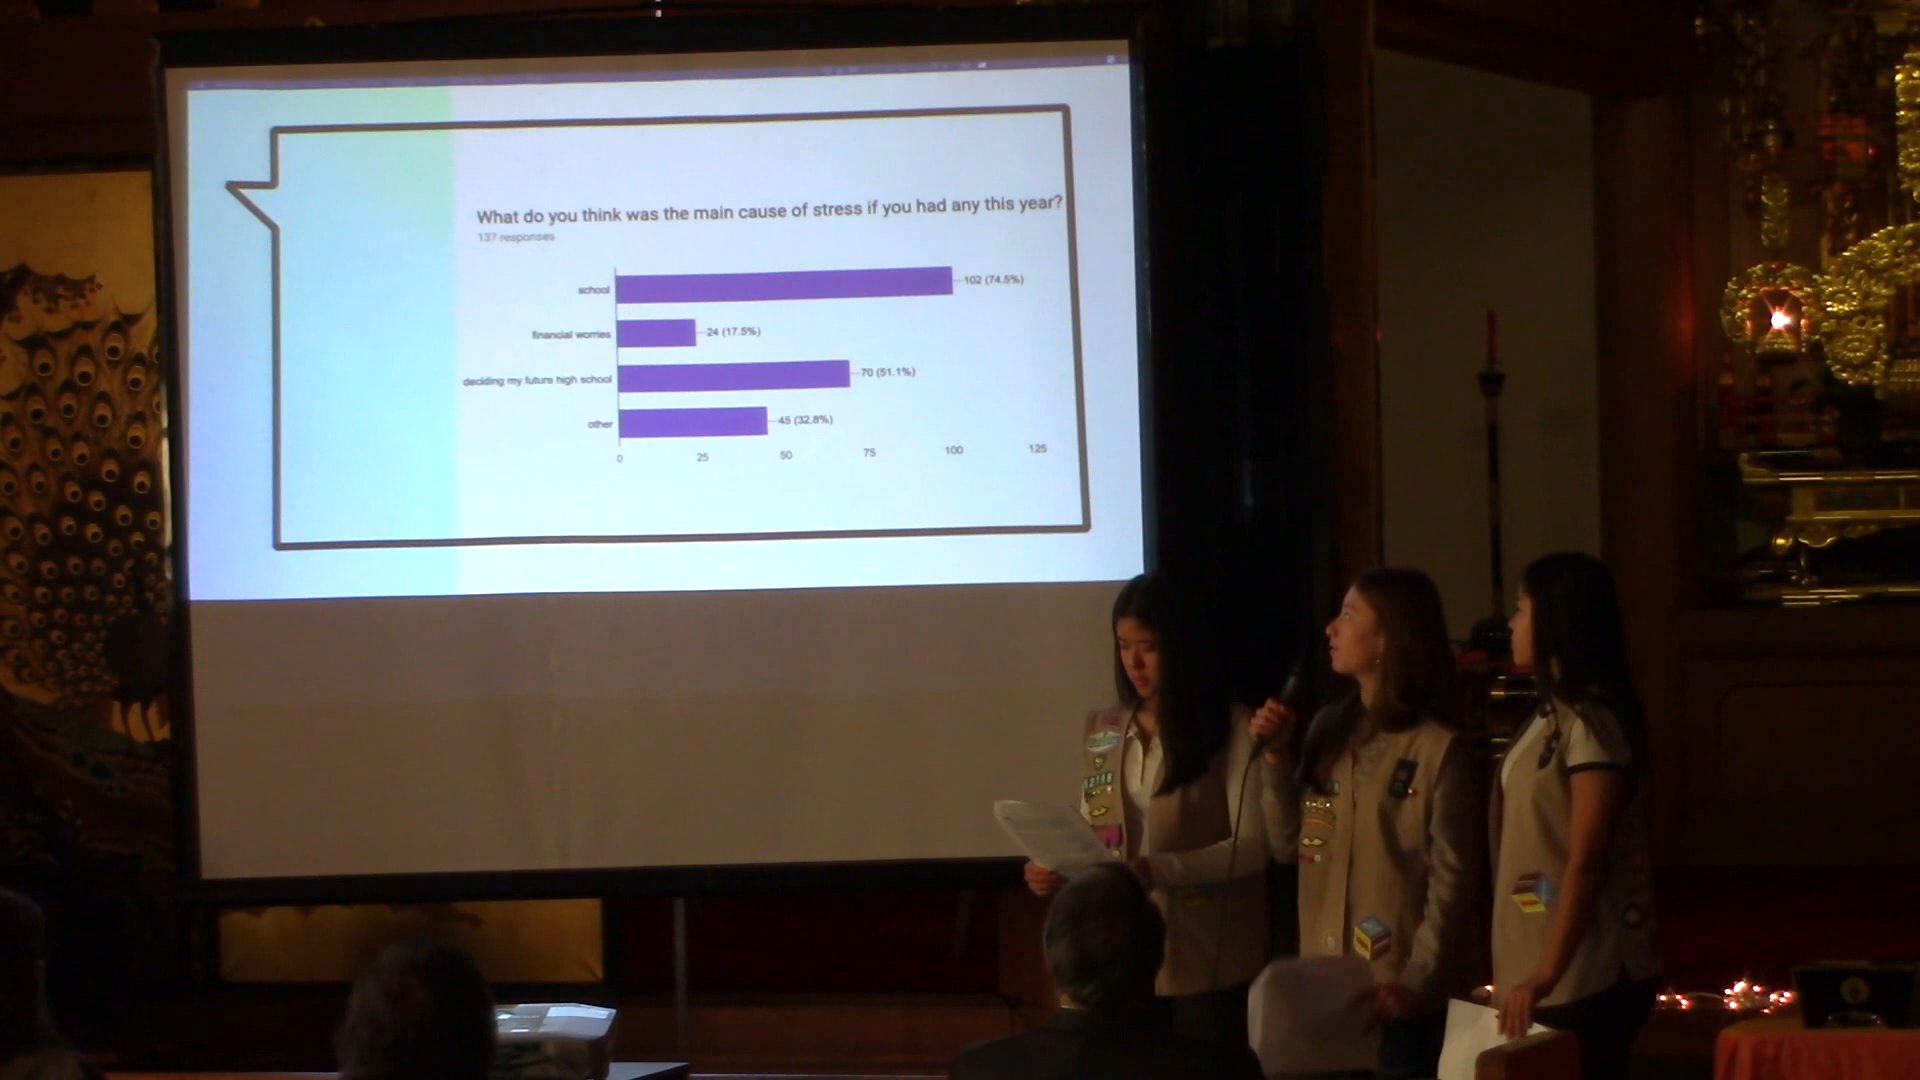 What do you think was the main cause of stress if you had any this year?
137 responses
school
102 (74.5%)
financial worries
24 (17.5%)
deciding my future high school
70 (51.1%)
other
45 (32.8%)
0 25 50 75 100 125